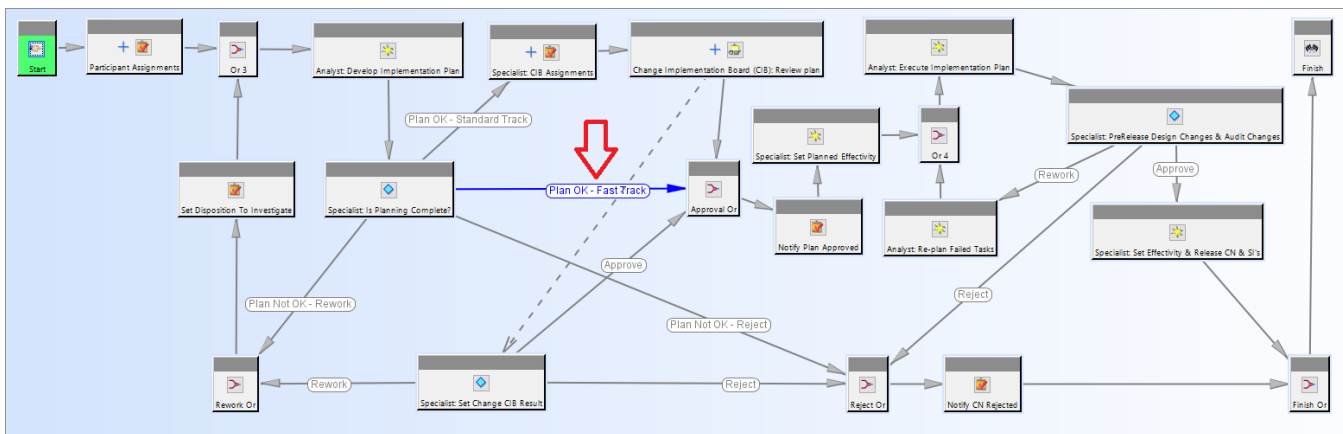 Start
Participant Assignments
Or 3
Analyst: Develop Implementation Plan
Specialist: CIB Assignments
Change Implementation Board (CIB): Review plan
Analyst: Execute Implementation Plan
Finish
Plan OK - Standard Track
Specialist: Set Planned Effectivity
Or 4
Specialist: PreRelease Design Changes & Audit Changes
Set Disposition To Investigate
Specialist: Is Planning Complete?
Plan OK - Fast Track
Approval Or
Rework
Approve
Notify Plan Approved
Analyst: Re-plan Failed Tasks
Specialist: Set Effectivity & Release CN & SI's
Approve
Plan Not OK - Rework
Plan Not OK - Reject
Reject
Rework Or
Rework
Specialist: Set Change CIB Result
Reject
Reject Or
Notify CN Rejected
Finish Or